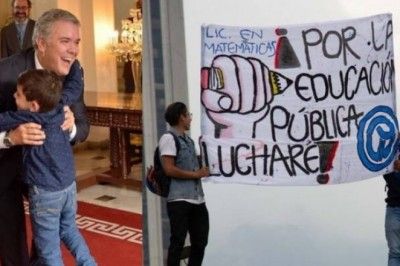 LIC. EN
MATEMÁTICAS
¡POR LA
EDUCACIÓN
PÚBLICA
LUCHARÉ!